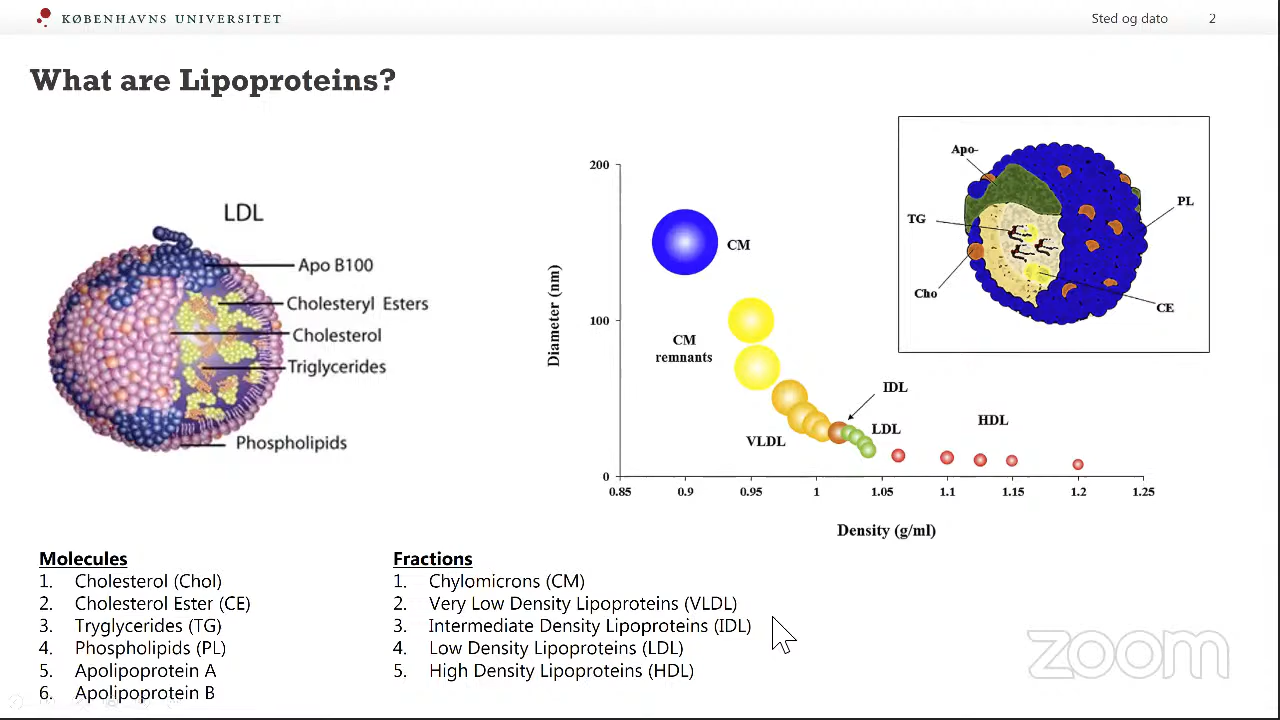 KØBENHAVNS UNIVERSITET
Sted og dato
2
What are Lipoproteins?
LDL
Apo B100
Cholesteryl Esters
Cholesterol
Triglycerides
Phospholipids
200
100
0
Diameter (nm)
CM
CM
remnants
VLDL
IDL
LDL
HDL
0.85
0.9
0.95
1
1.05
1.1
1.15
1.2
1.25
Density (g/ml)
Apo-
TG
Cho
PL
CE
Molecules
1. Cholesterol (Chol)
2. Cholesterol Ester (CE)
3. Tryglycerides (TG)
4. Phospholipids (PL)
5. Apolipoprotein A
6. Apolipoprotein B
Fractions
1. Chylomicrons (CM)
2. Very Low Density Lipoproteins (VLDL)
3. Intermediate Density Lipoproteins (IDL)
4. Low Density Lipoproteins (LDL)
5. High Density Lipoproteins (HDL)
zoom